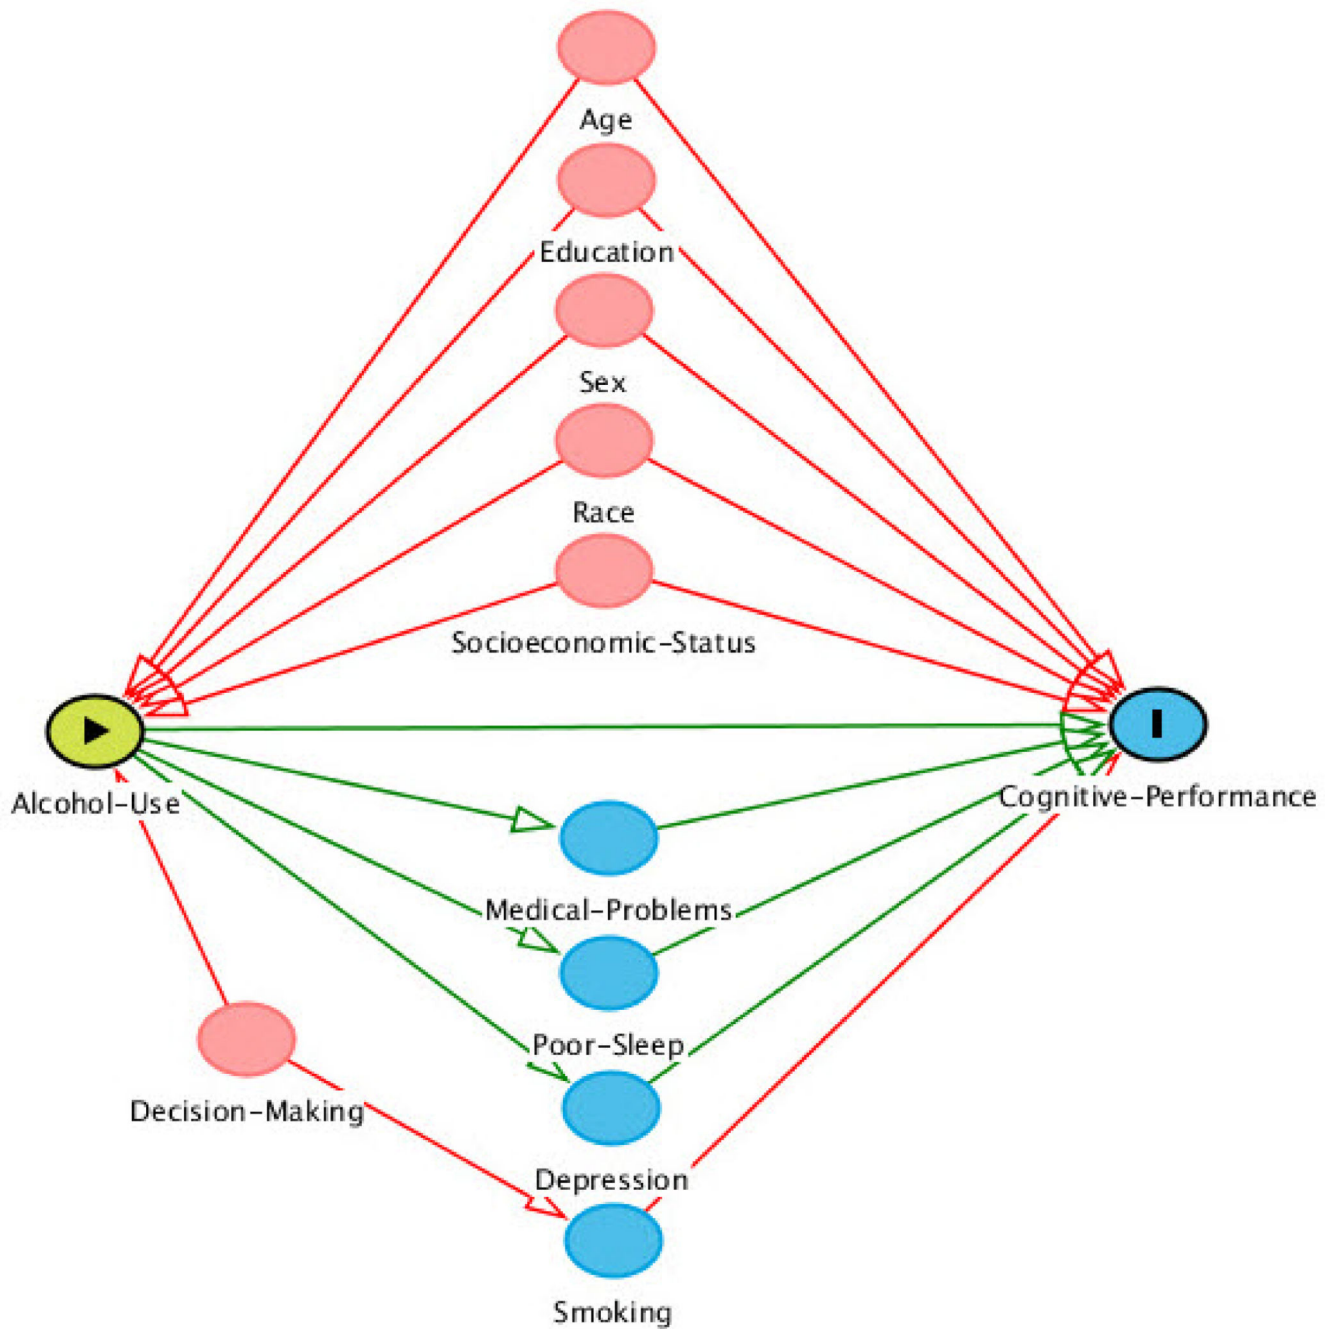 Age
Education
Sex
Race
Socioeconomic-Status
Alcohol-Use
Cognitive-Performance
Medical-Problems
Poor-Sleep
Decision-Making
Depression
Smoking